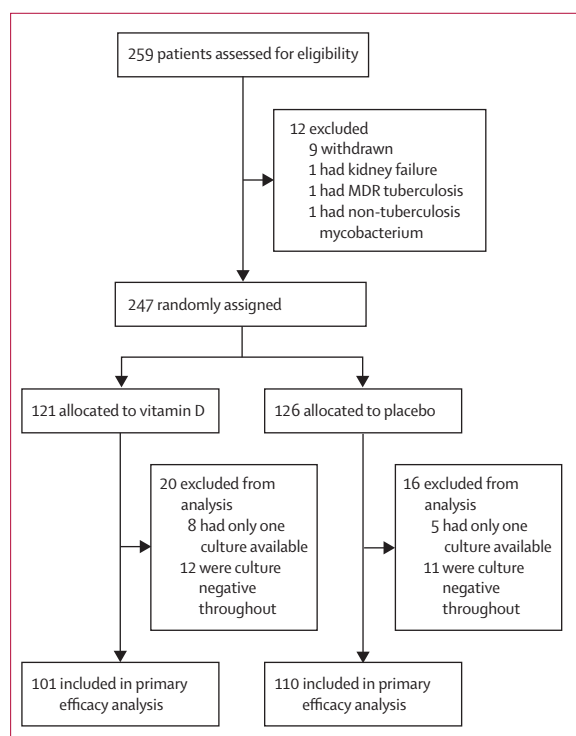 259 patients assessed for eligibility
12 excluded
9 withdrawn
1 had kidney failure
1 had MDR tuberculosis
1 had non-tuberculosis
mycobacterium
247 randomly assigned
121 allocated to vitamin D
126 allocated to placebo
20 excluded from
analysis
8 had only one
culture available
12 were culture
negative
throughout
16 excluded from
analysis
5 had only one
culture available
11 were culture
negative
throughout
101 included in primary
efficacy analysis
110 included in primary
efficacy analysis